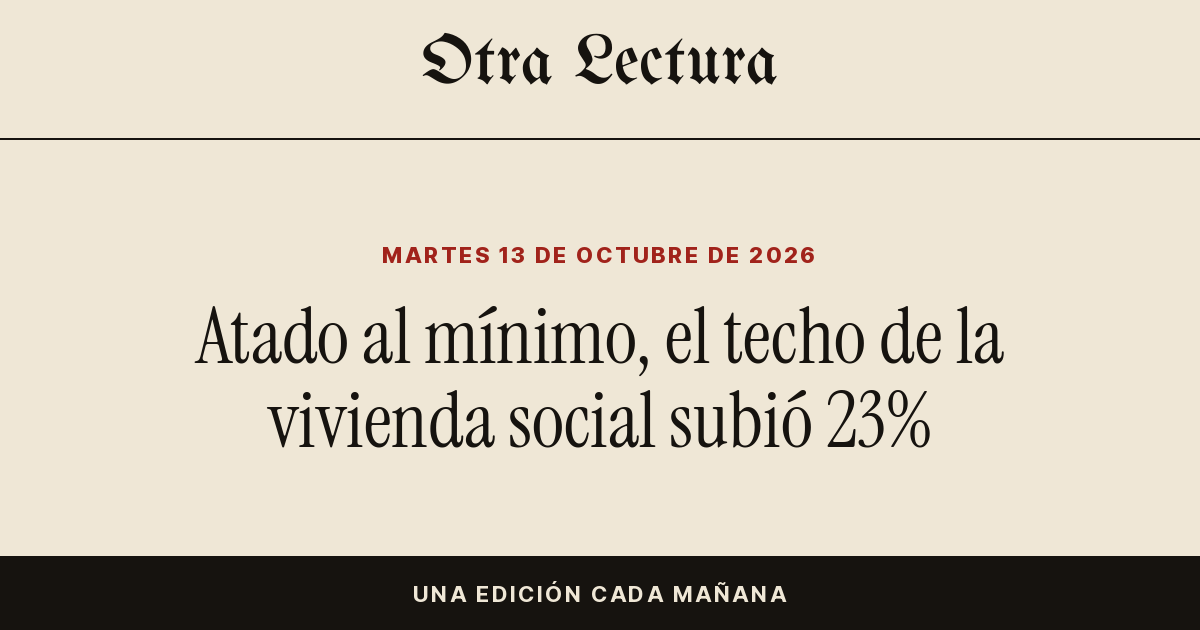 Otra Lectura
MARTES 13 DE OCTUBRE DE 2026
Atado al mínimo, el techo de la
vivienda social subió 23%
UNA EDICIÓN CADA MAÑANA